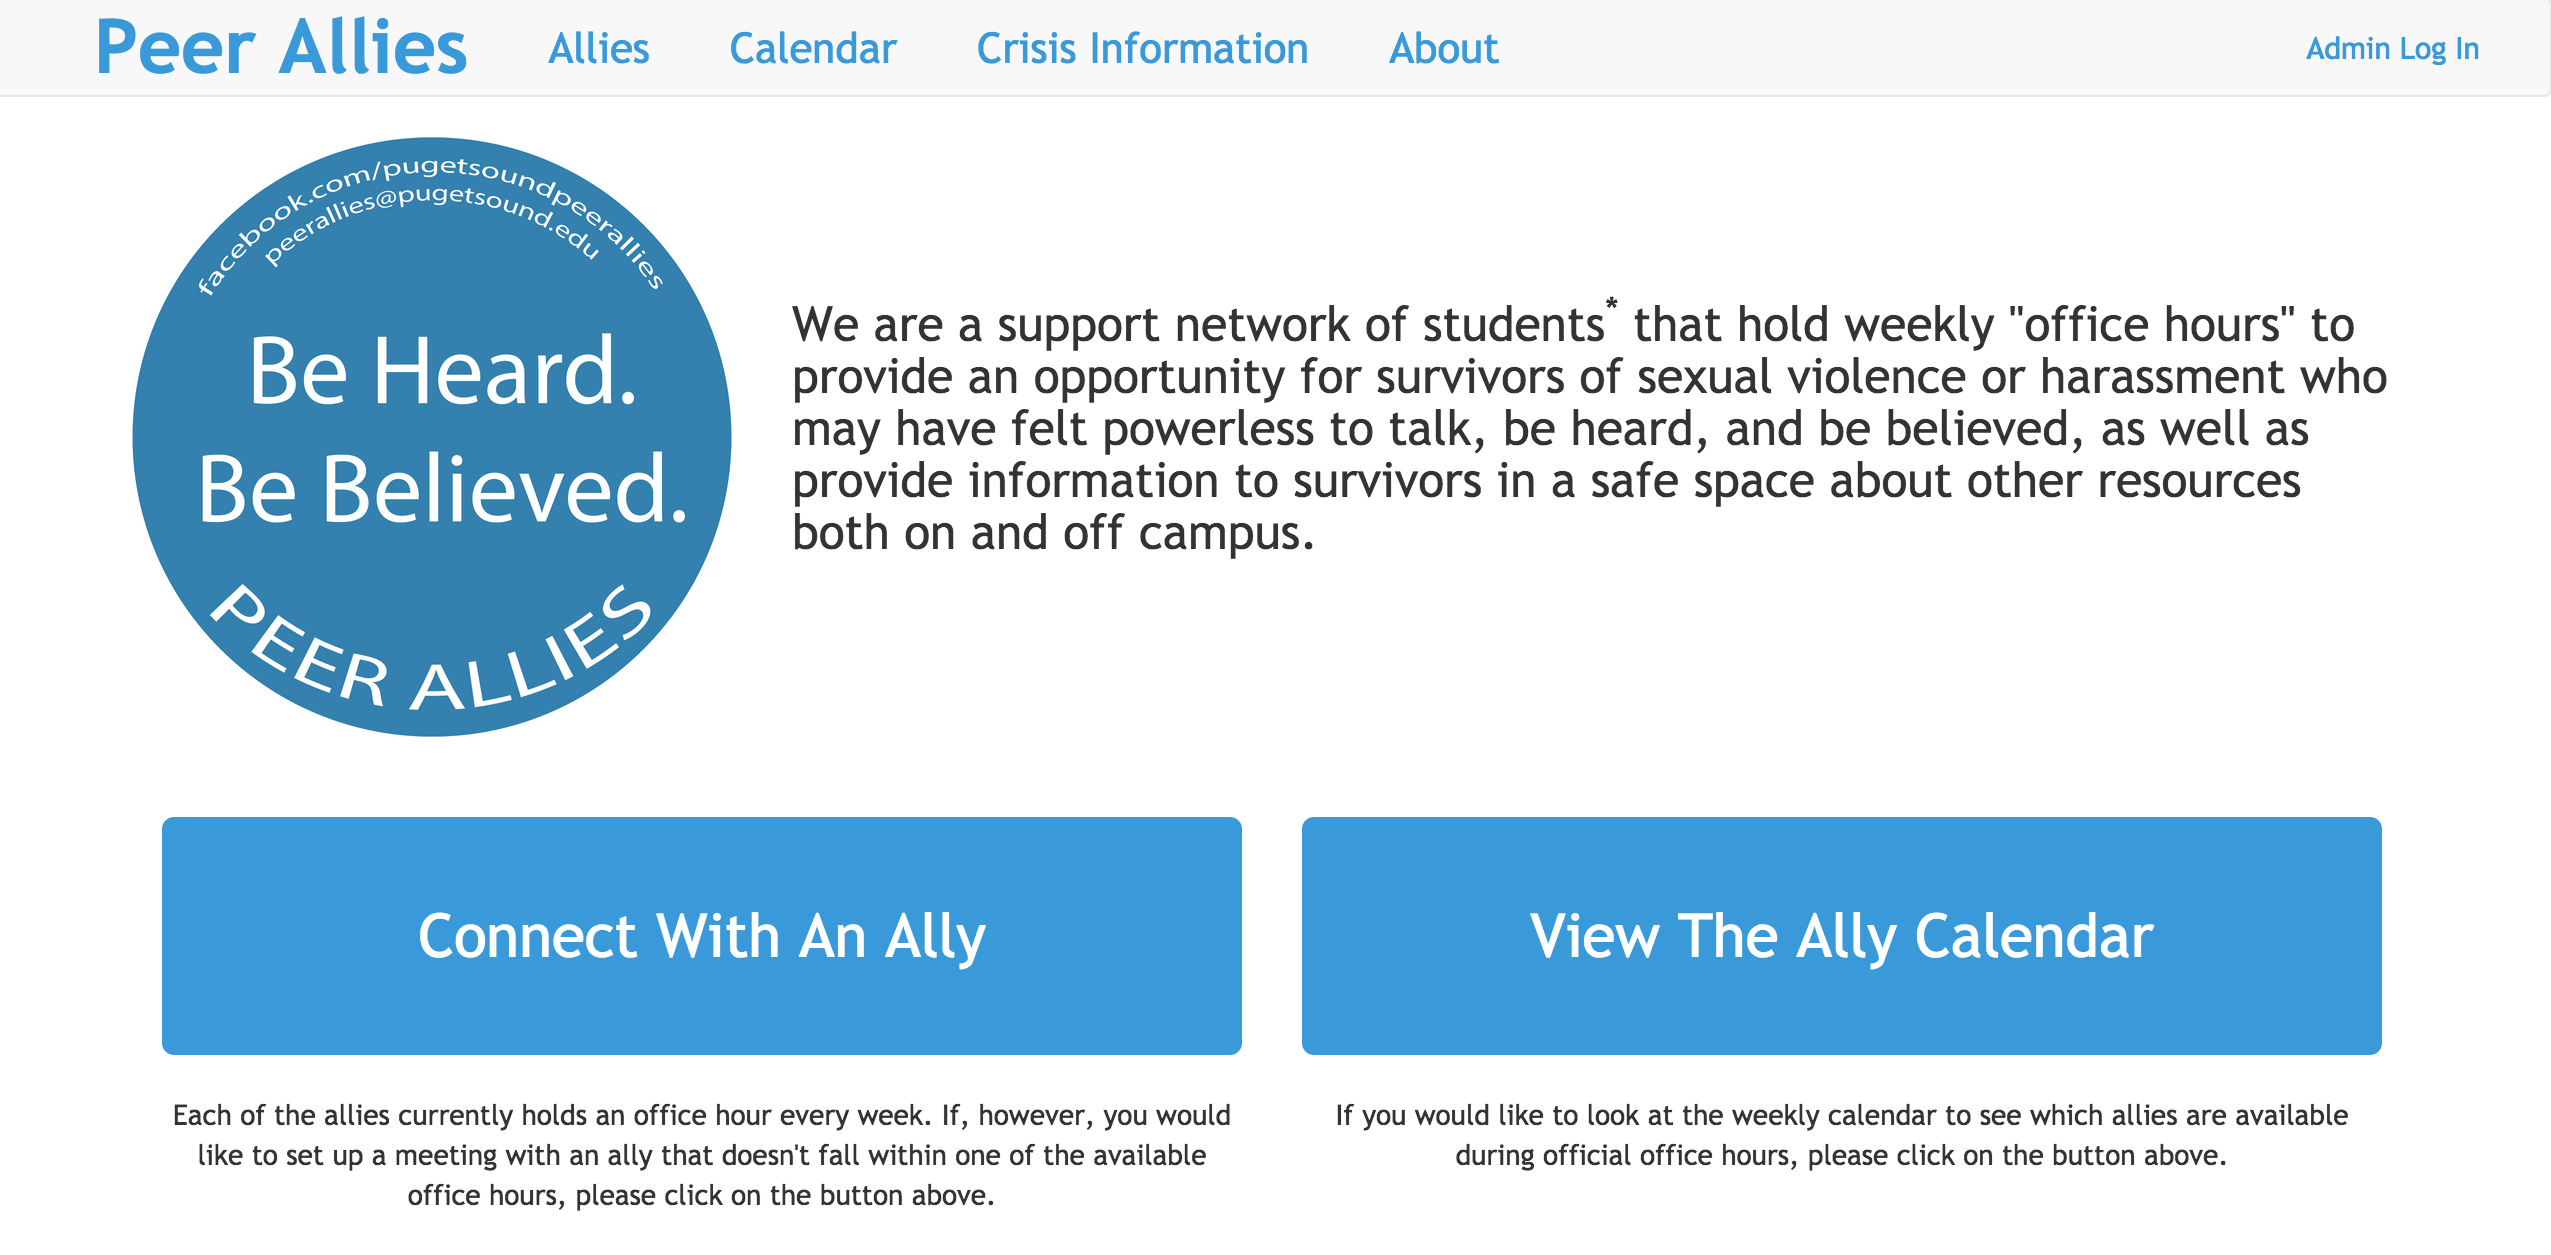 Peer Allies Allies Calendar Crisis Information About Admin Log In
facebook.com/pugetsoundpeerallies
peerallies@pugetsound.edu
Be Heard.
Be Believed.
PEER ALLIES
We are a support network of students* that hold weekly "office hours" to
provide an opportunity for survivors of sexual violence or harassment who
may have felt powerless to talk, be heard, and be believed, as well as
provide information to survivors in a safe space about other resources
both on and off campus.
Connect With An Ally
Each of the allies currently holds an office hour every week. If, however, you would
like to set up a meeting with an ally that doesn't fall within one of the available
office hours, please click on the button above.
View The Ally Calendar
If you would like to look at the weekly calendar to see which allies are available
during official office hours, please click on the button above.